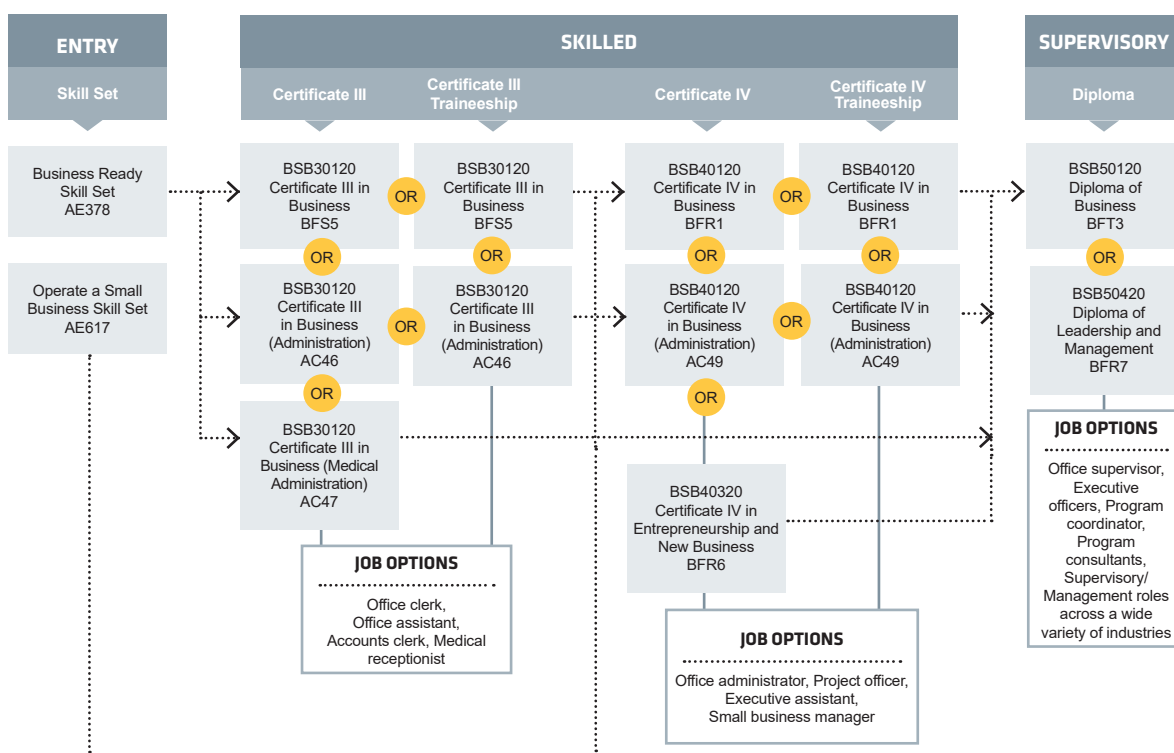 ENTRY
SKILLED
SUPERVISORY
Skill Set
Certificate III
Certificate III
Traineeship
Certificate IV
Certificate IV
Traineeship
Diploma
Business Ready
Skill Set
AE378
Operate a Small
Business Skill Set
AE617
BSB30120
Certificate III in
Business
BFS5
OR
BSB30120
Certificate III in
Business
BFS5
OR
OR
BSB30120
Certificate III
in Business
(Administration)
AC46
OR
BSB30120
Certificate III
in Business
(Administration)
AC46
OR
BSB30120
Certificate III in
Business (Medical
Administration)
AC47
JOB OPTIONS
Office clerk,
Office assistant,
Accounts clerk, Medical
receptionist
BSB40120
Certificate IV in
Business
BFR1
OR
BSB40120
Certificate IV in
Business
BFR1
OR
OR
BSB40120
Certificate IV
in Business
(Administration)
AC49
OR
BSB40120
Certificate IV in
Business
(Administration)
AC49
OR
BSB40320
Certificate IV in
Entrepreneurship and
New Business
BFR6
JOB OPTIONS
Office administrator, Project officer,
Executive assistant,
Small business manager
BSB50120
Diploma of
Business
BFT3
OR
BSB50420
Diploma of
Leadership and
Management
BFR7
JOB OPTIONS
Office supervisor,
Executive
officers, Program
coordinator,
Program
consultants,
Supervisory/
Management roles
across a wide
variety of industries